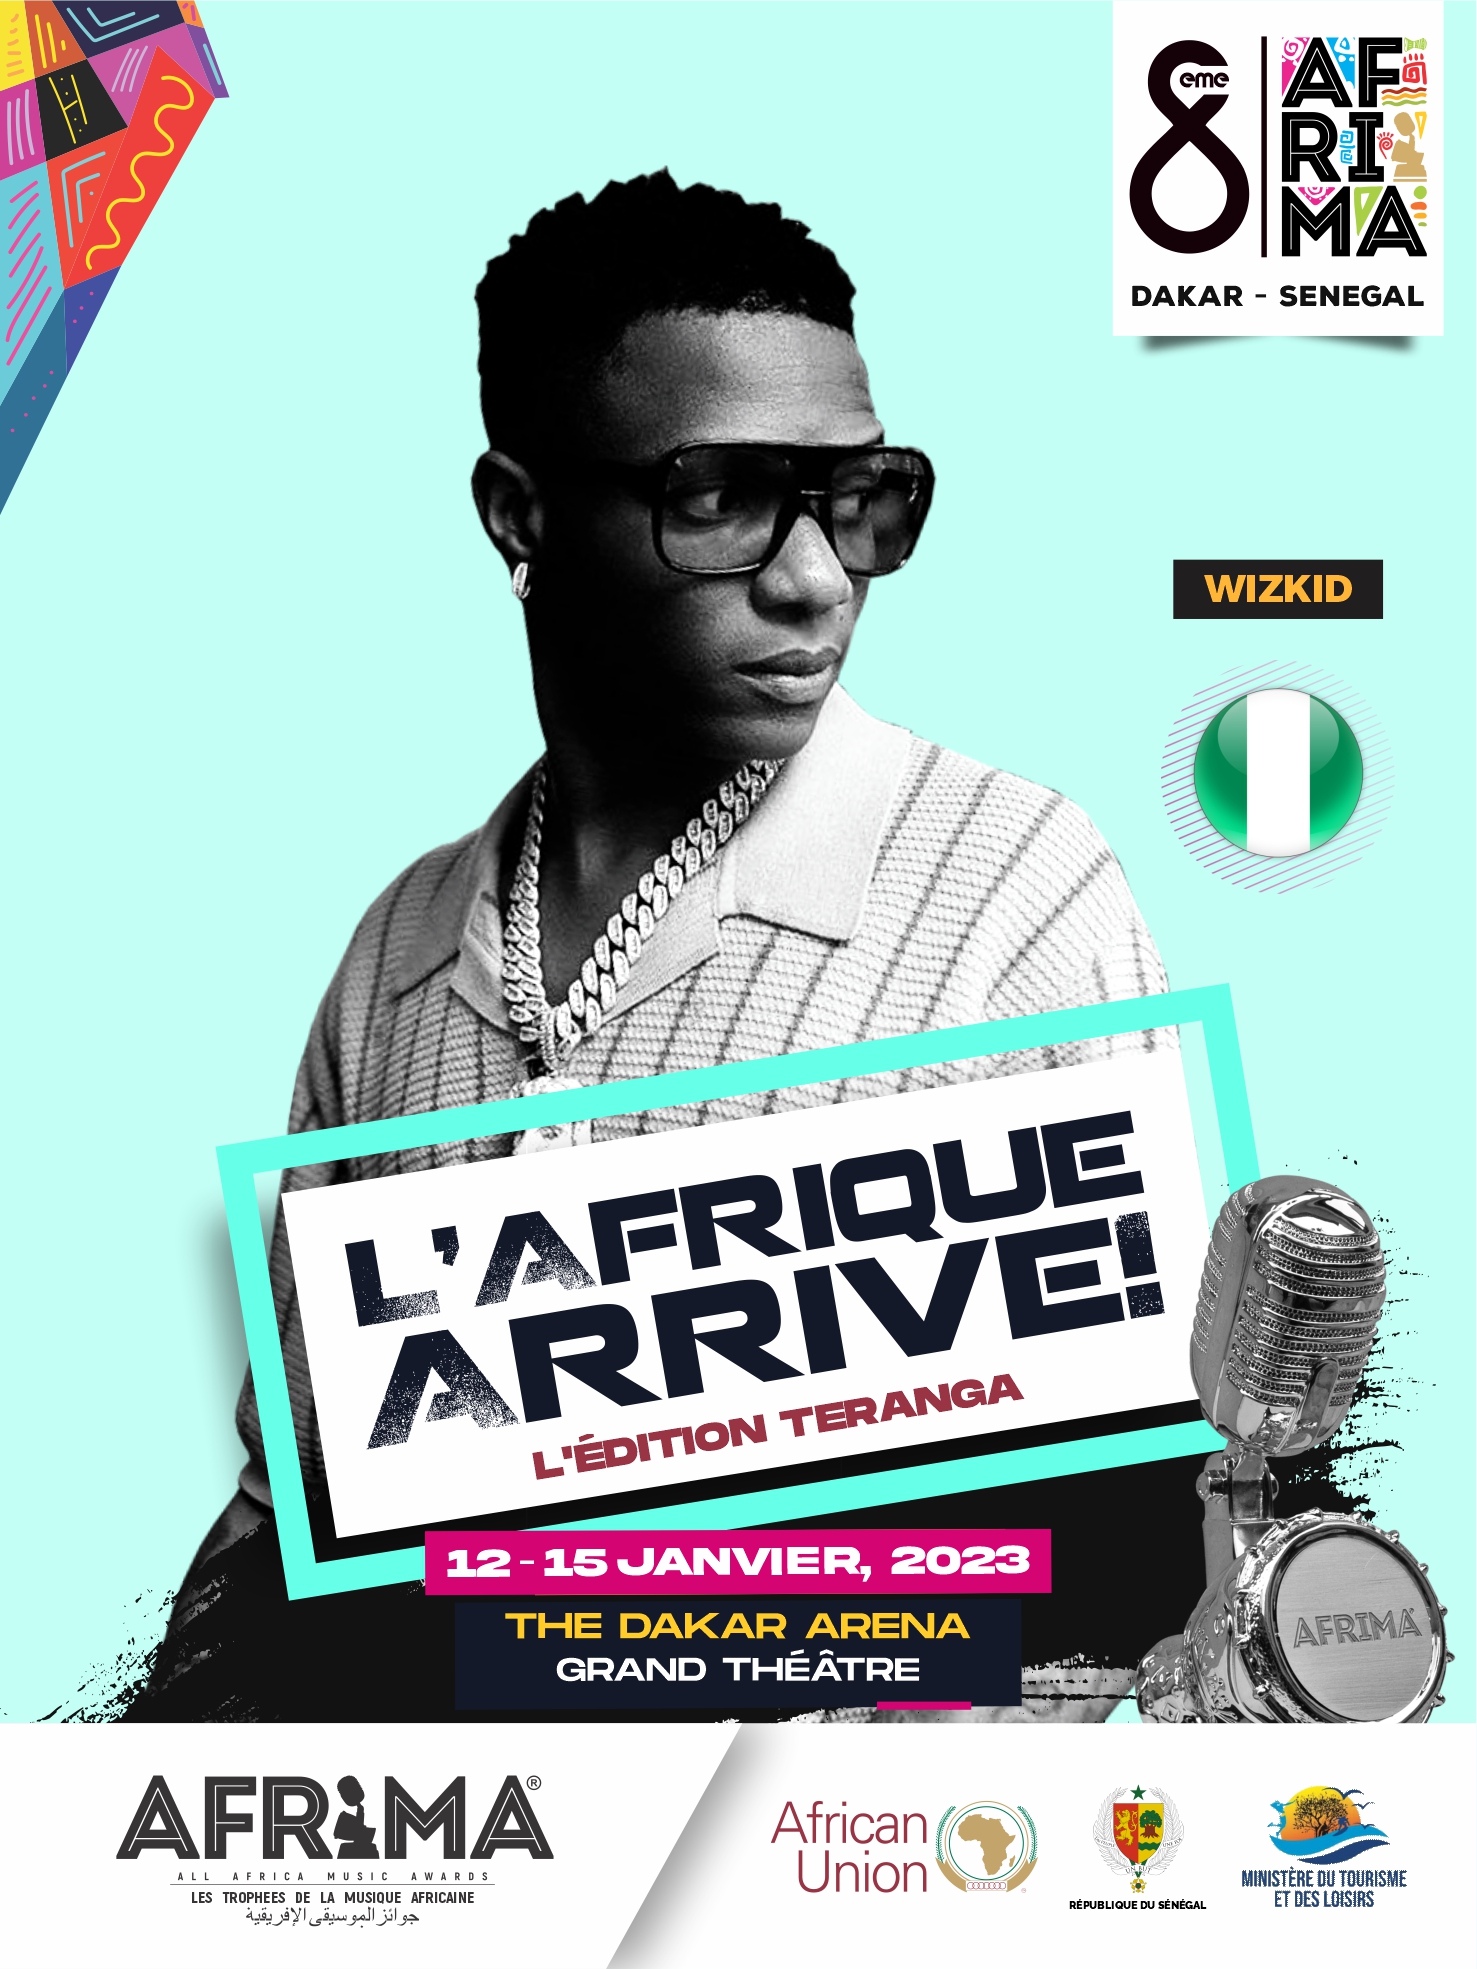 8eme
AFRIMA
DAKAR - SENEGAL
WIZKID
L'AFRIQUE
ARRIVE!
L'ÉDITION TERANGA
12 - 15 JANVIER, 2023
THE DAKAR ARENA
GRAND THÉÂTRE
AFRIMA
AFRIMA®
ALL AFRICA MUSIC AWARDS
LES TROPHEES DE LA MUSIQUE AFRICAINE
جوائز الموسيقى الإفريقية
African
Union
RÉPUBLIQUE DU SÉNÉGAL
MINISTÈRE DU TOURISME
ET DES LOISIRS